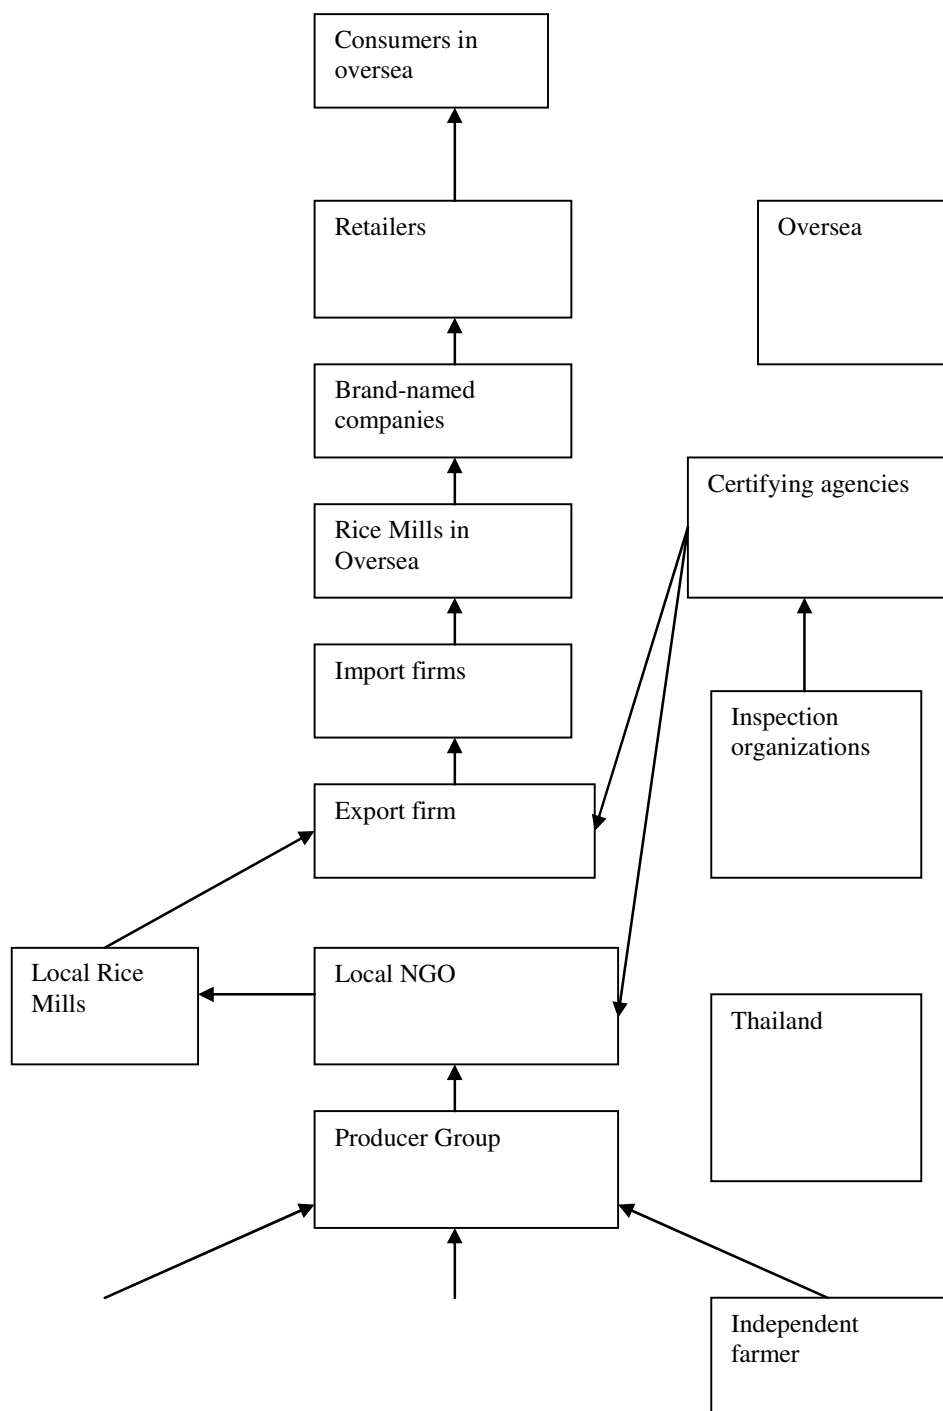 Consumers in
oversea
Retailers
Oversea
Brand-named
companies
Certifying agencies
Rice Mills in
Oversea
Import firms
Inspection
organizations
Export firm
Local Rice
Mills
Local NGO
Thailand
Producer Group
Independent
farmer